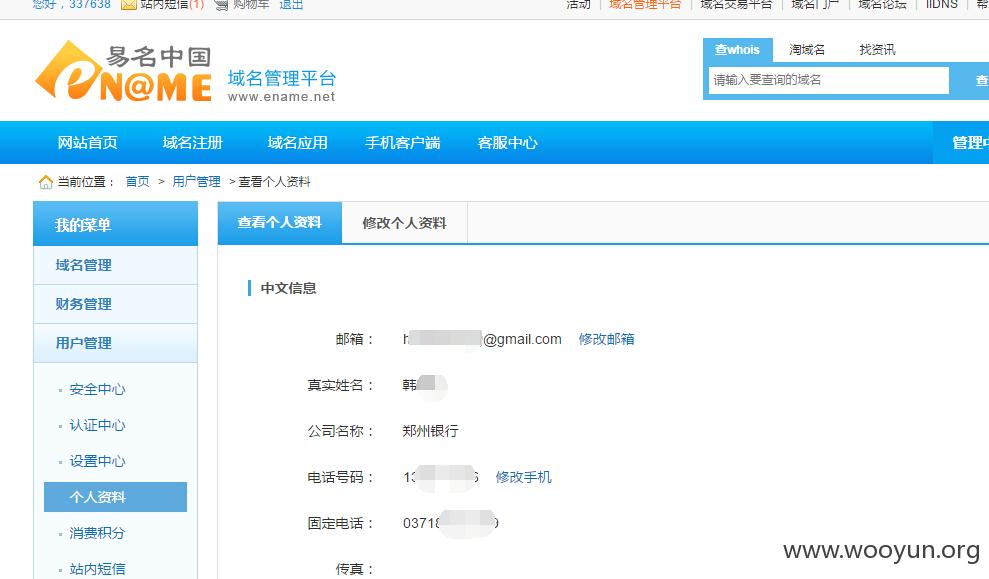 您好，337638 站内短信(1) 购物车 退出 活动 | 域名管理平台 | 域名交易平台 | 域名门户 | 域名论坛 | IIDNS | 帮
易名中国
eN@ME
域名管理平台
www.ename.net
查whois 淘域名 找资讯
请输入要查询的域名 查
网站首页 域名注册 域名应用 手机客户端 客服中心 管理中
当前位置： 首页 > 用户管理 > 查看个人资料
我的菜单
域名管理
财务管理
用户管理
安全中心
认证中心
设置中心
个人资料
消费积分
站内短信
查看个人资料 修改个人资料
中文信息
邮箱： h @gmail.com 修改邮箱
真实姓名： 韩
公司名称： 郑州银行
电话号码： 13 6 修改手机
固定电话： 0371 9
传真：
www.wooyun.org